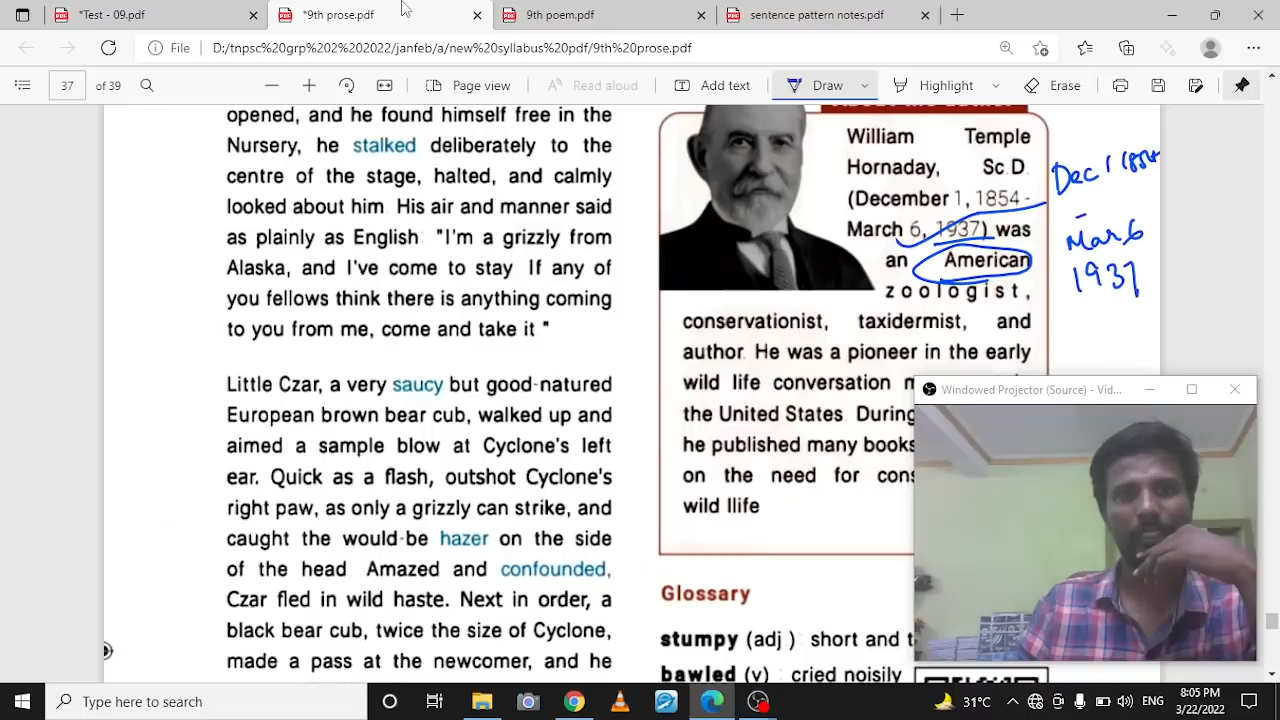 *Test - 09.pdf
*9th prose.pdf
9th poem.pdf
sentence pattern notes.pdf
File
D:/tnpsc%20grp%202%202022/janfeb/a/new%20syllabus%20pdf/9th%20prose.pdf
37 of 39
Page view
Read aloud
Add text
Draw
Highlight
Erase
opened, and he found himself free in the
Nursery, he stalked deliberately to the
centre of the stage, halted, and calmly
looked about him. His air and manner said
as plainly as English: "I'm a grizzly from
Alaska, and I've come to stay. If any of
you fellows think there is anything coming
to you from me, come and take it."
Little Czar, a very saucy but good-natured
European brown bear cub, walked up and
aimed a sample blow at Cyclone's left
ear. Quick as a flash, outshot Cyclone's
right paw, as only a grizzly can strike, and
caught the would-be hazer on the side
of the head. Amazed and confounded,
Czar fled in wild haste. Next in order, a
black bear cub, twice the size of Cyclone,
made a pass at the newcomer, and he
William Temple
Hornaday, Sc.D.
(December 1, 1854 -
March 6, 1937) was
an American
zoologist,
conservationist, taxidermist, and
author. He was a pioneer in the early
wild life conversation m
the United States. During
he published many books
on the need for cons
wild llife
Dec 1 1854
-
Mar 6
1937
Glossary
stumpy (adj.) : short and t
bawled (v) : cried noisily
Windowed Projector (Source) - Vid...
Type here to search
31°C
ENG
8:05 PM
3/22/2022